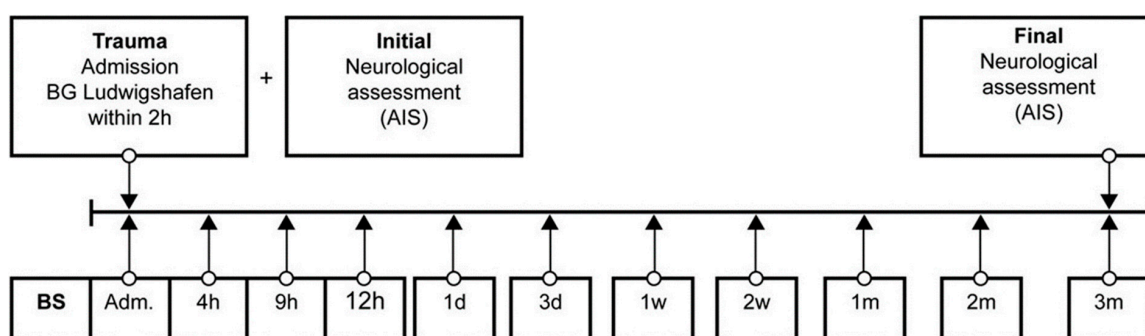 Trauma
Admission
BG Ludwigshafen
within 2h
+
Initial
Neurological
assessment
(AIS)
Final
Neurological
assessment
(AIS)
BS Adm. 4h 9h 12h 1d 3d 1w 2w 1m 2m 3m